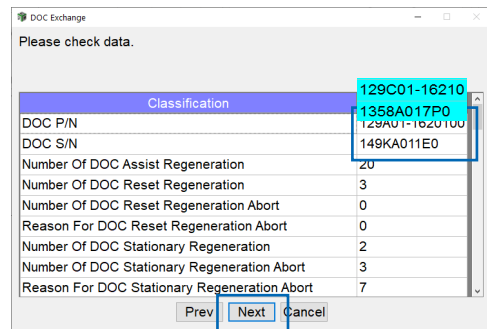 DOC Exchange
Please check data.
129C01-16210
1358A017P0
Classification
DOC P/N 129A01-1620100
DOC S/N 149KA011E0
Number Of DOC Assist Regeneration 20
Number Of DOC Reset Regeneration 3
Number Of DOC Reset Regeneration Abort 0
Reason For DOC Reset Regeneration Abort 0
Number Of DOC Stationary Regeneration 2
Number Of DOC Stationary Regeneration Abort 3
Reason For DOC Stationary Regeneration Abort 7
Prev Next Cancel